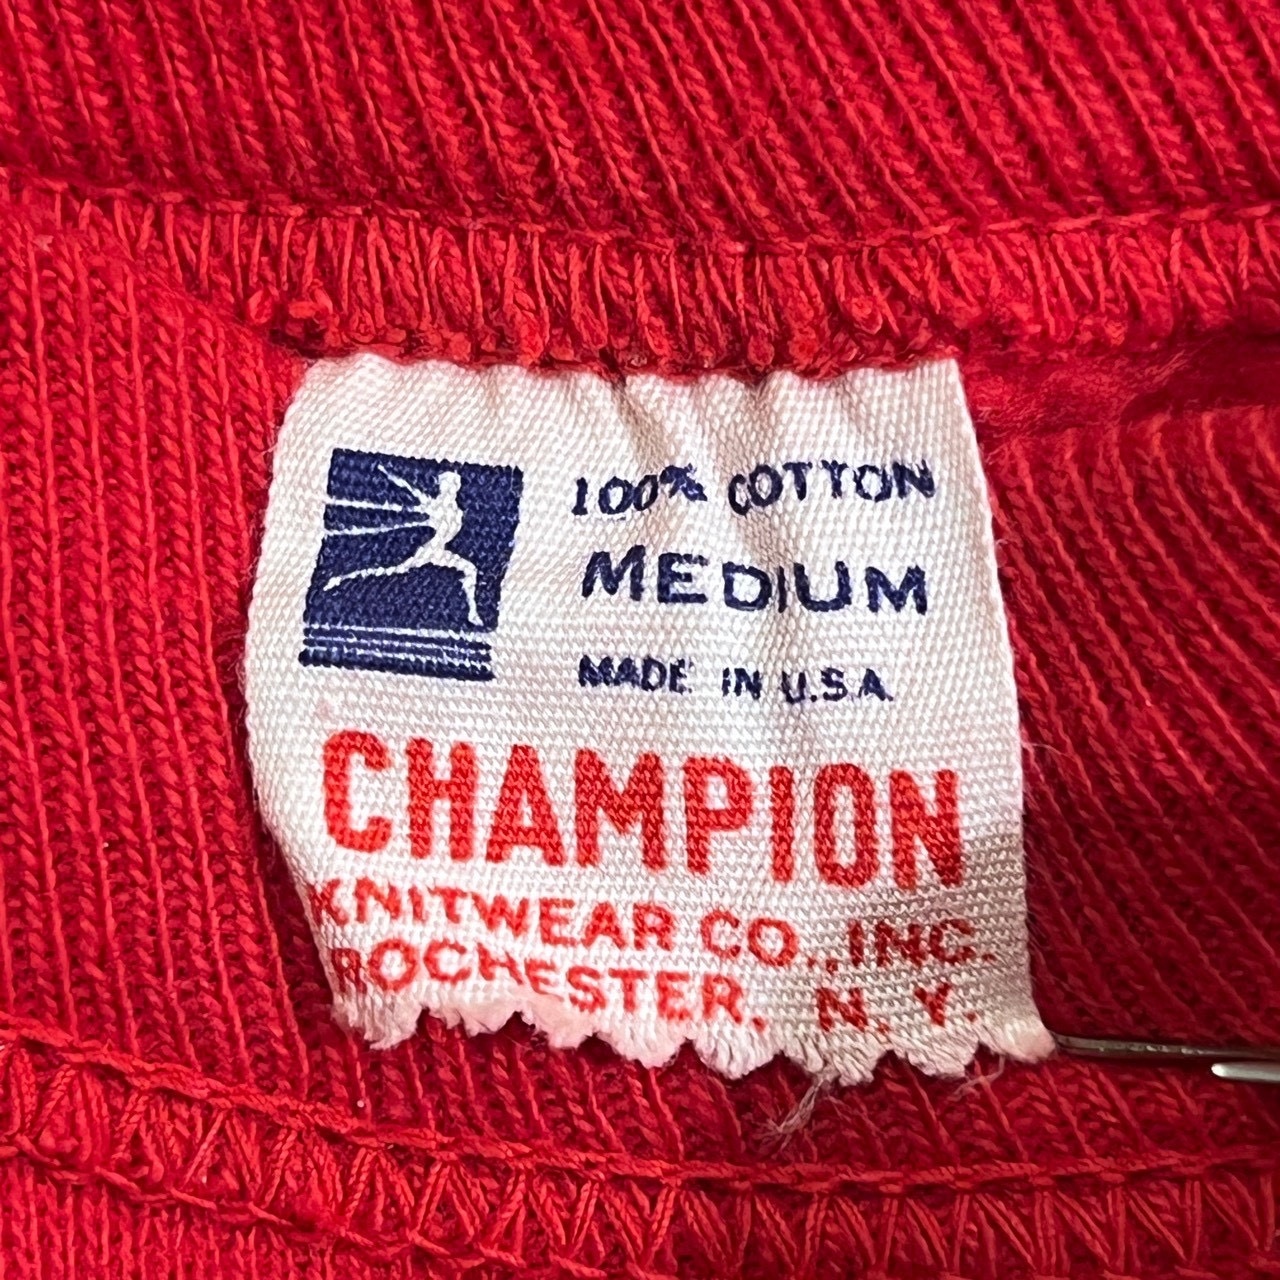 100% COTTON
MEDIUM
MADE IN U.S.A.
CHAMPION
KNITWEAR CO., INC.
ROCHESTER, N.Y.